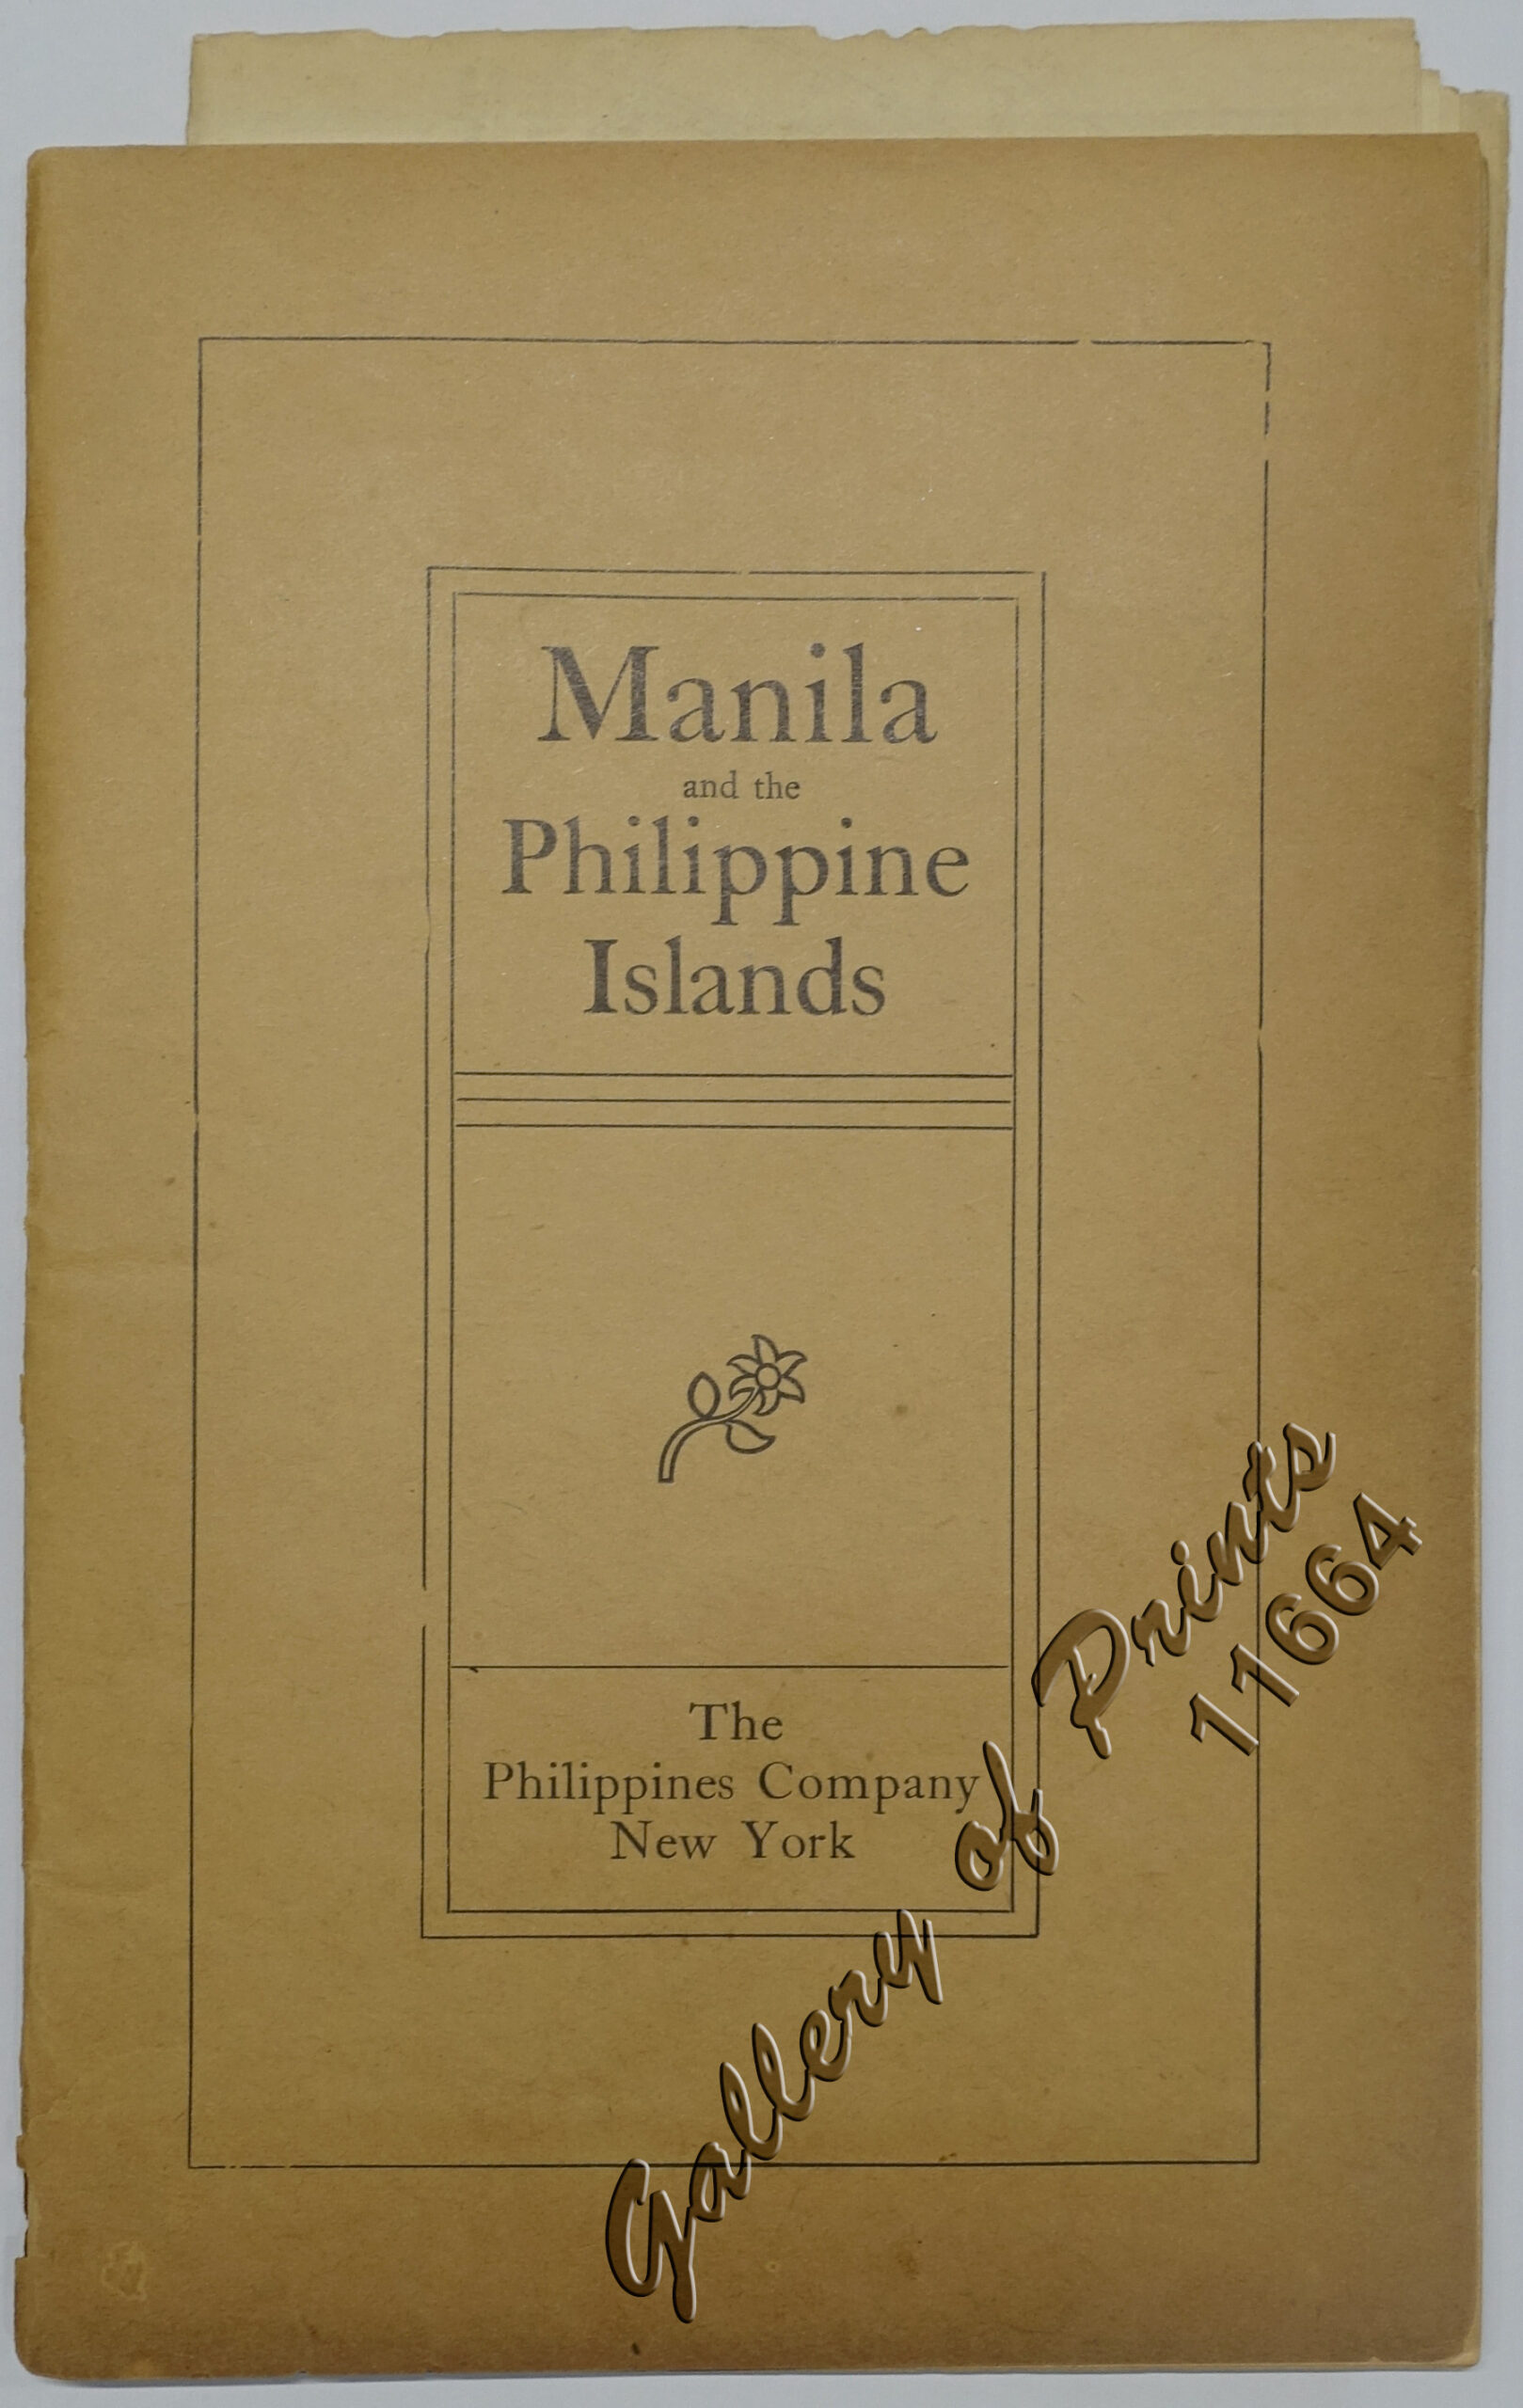 Manila
and the
Philippine
Islands
The
Philippines Company
New York
Gallery of Prints
11664